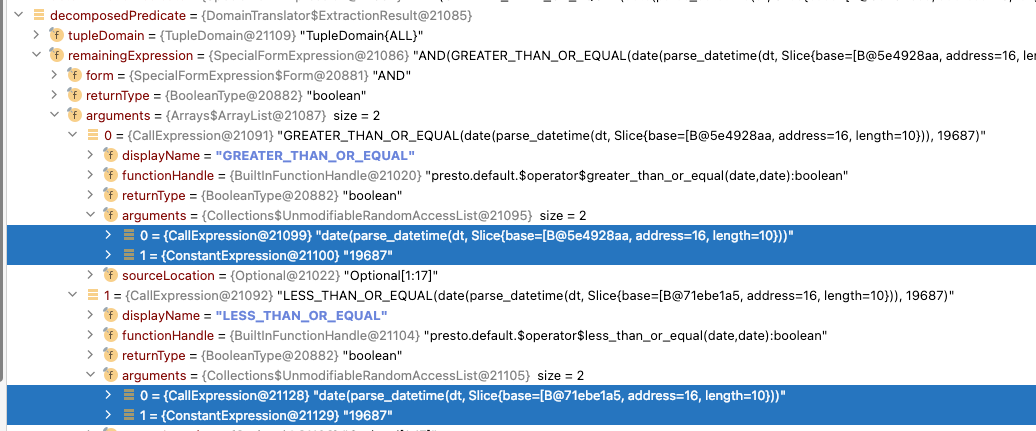 decomposedPredicate = {DomainTranslator$ExtractionResult@21085}
tupleDomain = {TupleDomain@21109} "TupleDomain{ALL}"
remainingExpression = {SpecialFormExpression@21086} "AND(GREATER_THAN_OR_EQUAL(date(parse_datetime(dt, Slice{base=[B@5e4928aa, address=16, len
form = {SpecialFormExpression$Form@20881} "AND"
returnType = {BooleanType@20882} "boolean"
arguments = {Arrays$ArrayList@21087} size = 2
0 = {CallExpression@21091} "GREATER_THAN_OR_EQUAL(date(parse_datetime(dt, Slice{base=[B@5e4928aa, address=16, length=10})), 19687)"
displayName = "GREATER_THAN_OR_EQUAL"
functionHandle = {BuiltInFunctionHandle@21020} "presto.default.$operator$greater_than_or_equal(date,date):boolean"
returnType = {BooleanType@20882} "boolean"
arguments = {Collections$UnmodifiableRandomAccessList@21095} size = 2
0 = {CallExpression@21099} "date(parse_datetime(dt, Slice{base=[B@5e4928aa, address=16, length=10}))"
1 = {ConstantExpression@21100} "19687"
sourceLocation = {Optional@21022} "Optional[1:17]"
1 = {CallExpression@21092} "LESS_THAN_OR_EQUAL(date(parse_datetime(dt, Slice{base=[B@71ebe1a5, address=16, length=10})), 19687)"
displayName = "LESS_THAN_OR_EQUAL"
functionHandle = {BuiltInFunctionHandle@21104} "presto.default.$operator$less_than_or_equal(date,date):boolean"
returnType = {BooleanType@20882} "boolean"
arguments = {Collections$UnmodifiableRandomAccessList@21105} size = 2
0 = {CallExpression@21128} "date(parse_datetime(dt, Slice{base=[B@71ebe1a5, address=16, length=10}))"
1 = {ConstantExpression@21129} "19687"